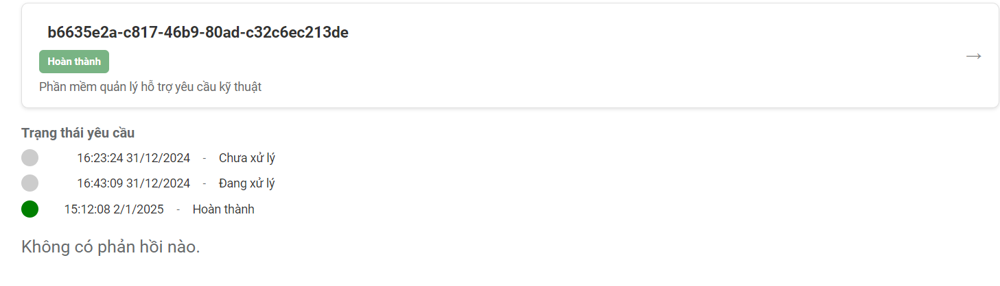 b6635e2a-c817-46b9-80ad-c32c6ec213de
Hoàn thành
→
Phần mềm quản lý hỗ trợ yêu cầu kỹ thuật
Trạng thái yêu cầu
16:23:24 31/12/2024 - Chưa xử lý
16:43:09 31/12/2024 - Đang xử lý
15:12:08 2/1/2025 - Hoàn thành
Không có phản hồi nào.